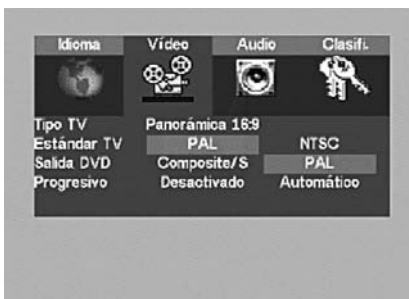 Idioma Vídeo Audio Clasifi.
Tipo TV Panorámica 16:9
Estándar TV PAL NTSC
Salida DVD Composite/S PAL
Progresivo Desactivado Automático